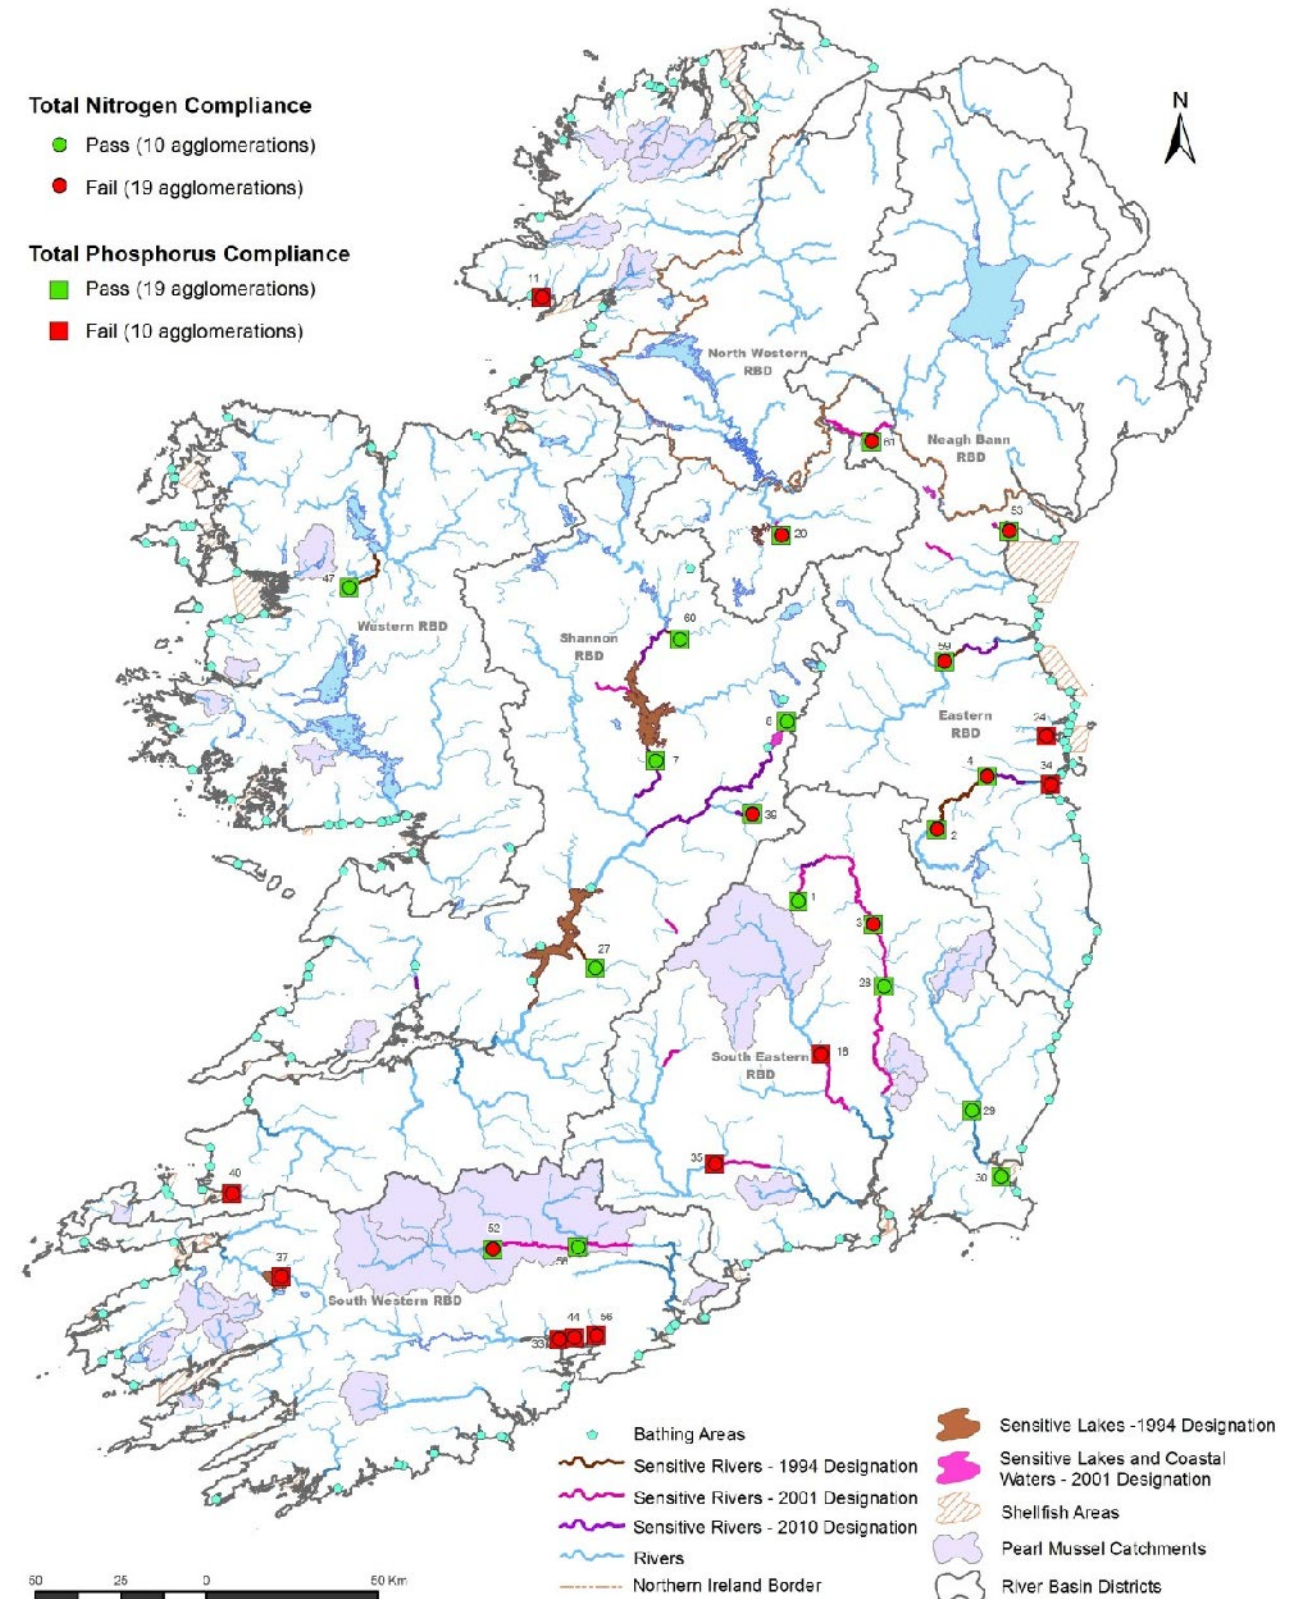 N
Total Nitrogen Compliance
Pass (10 agglomerations)
Fail (19 agglomerations)
Total Phosphorus Compliance
Pass (19 agglomerations)
Fail (10 agglomerations)
11
North Western
RBD
61
Neagh Bann
RBD
53
20
47
Western RBD
60
Shannon
RBD
59
Eastern
RBD
24
8
7
4
34
39
2
1
3
27
28
South Eastern
RBD
18
29
35
30
40
52
58
37
South Western RBD
33
44
56
Bathing Areas
Sensitive Rivers - 1994 Designation
Sensitive Rivers - 2001 Designation
Sensitive Rivers - 2010 Designation
Rivers
Northern Ireland Border
Sensitive Lakes -1994 Designation
Sensitive Lakes and Coastal
Waters - 2001 Designation
Shellfish Areas
Pearl Mussel Catchments
River Basin Districts
50 25 0 50 Km